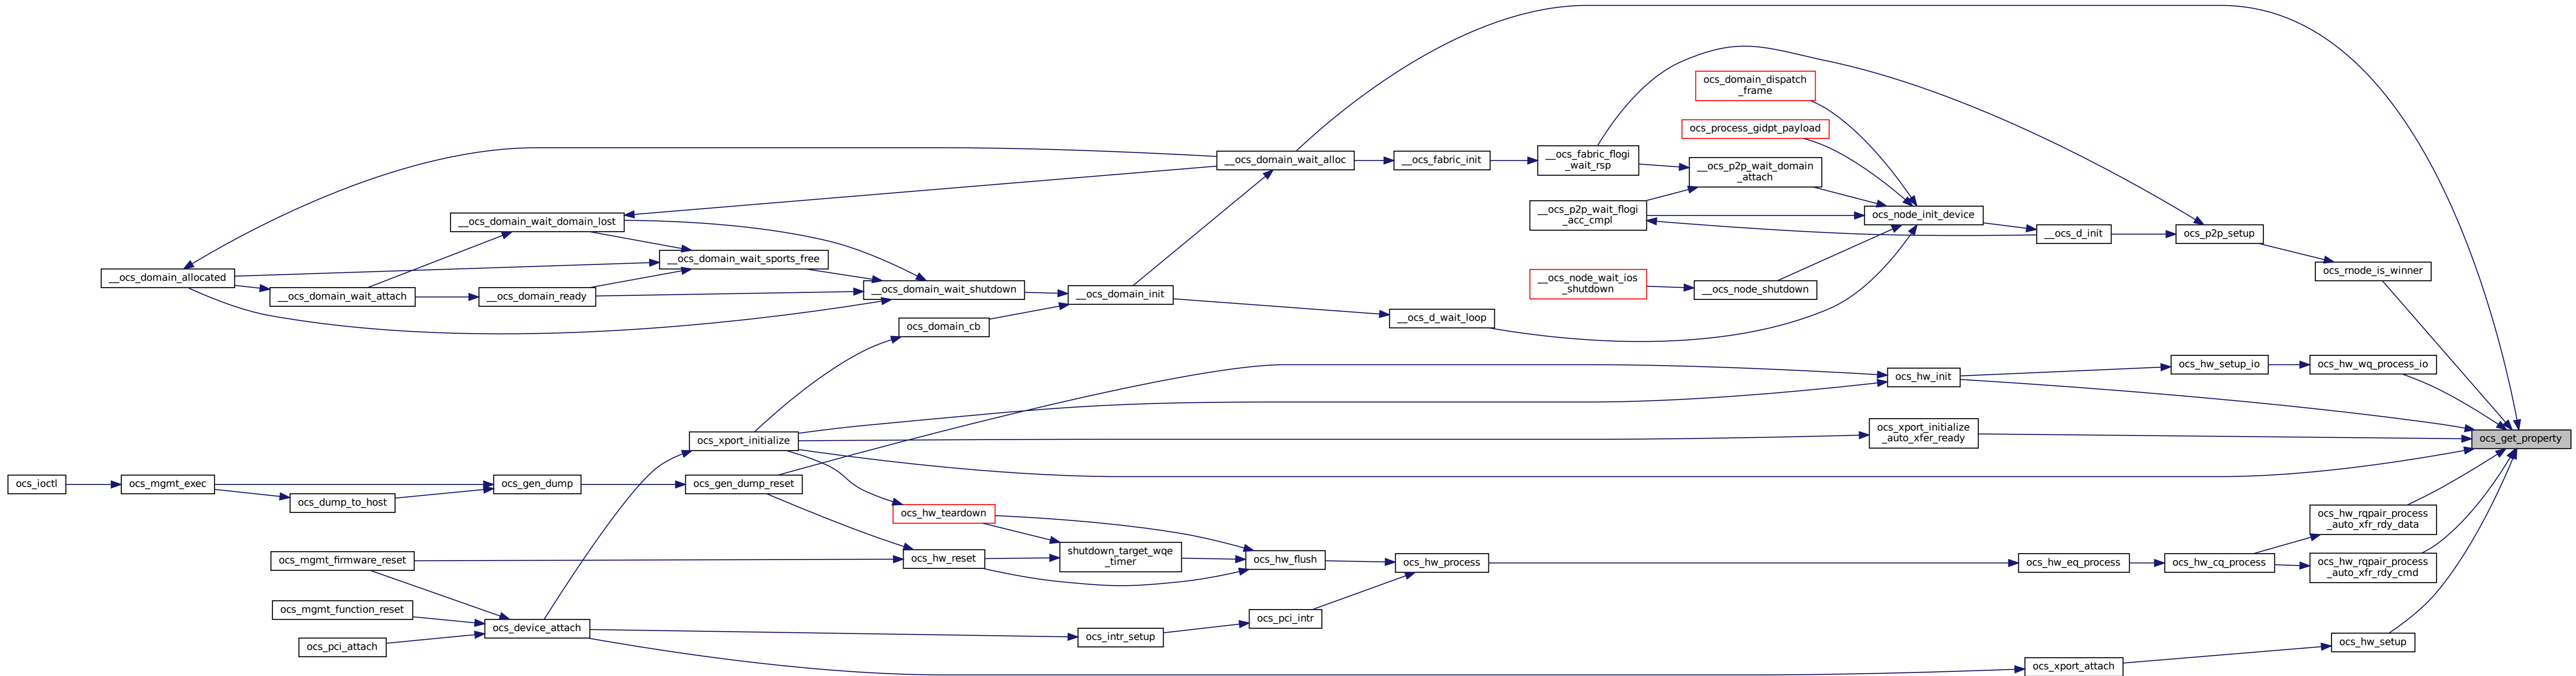 ocs_domain_dispatch
_frame
ocs_process_gidpt_payload
__ocs_domain_wait_alloc
__ocs_fabric_init
__ocs_fabric_flogi
_wait_rsp
__ocs_p2p_wait_domain
_attach
__ocs_domain_wait_domain_lost
__ocs_p2p_wait_flogi
_acc_cmpl
ocs_node_init_device
__ocs_d_init
ocs_p2p_setup
__ocs_domain_wait_sports_free
ocs_rnode_is_winner
__ocs_domain_allocated
__ocs_domain_wait_attach
__ocs_domain_ready
__ocs_domain_wait_shutdown
__ocs_domain_init
__ocs_node_wait_ios
_shutdown
__ocs_node_shutdown
ocs_domain_cb
__ocs_d_wait_loop
ocs_hw_init
ocs_hw_setup_io
ocs_hw_wq_process_io
ocs_xport_initialize
ocs_xport_initialize
_auto_xfer_ready
ocs_get_property
ocs_ioctl
ocs_mgmt_exec
ocs_dump_to_host
ocs_gen_dump
ocs_gen_dump_reset
ocs_hw_teardown
ocs_hw_rqpair_process
_auto_xfr_rdy_data
ocs_mgmt_firmware_reset
ocs_hw_reset
shutdown_target_wqe
_timer
ocs_hw_flush
ocs_hw_process
ocs_hw_eq_process
ocs_hw_cq_process
ocs_hw_rqpair_process
_auto_xfr_rdy_cmd
ocs_mgmt_function_reset
ocs_pci_attach
ocs_device_attach
ocs_intr_setup
ocs_pci_intr
ocs_hw_setup
ocs_xport_attach